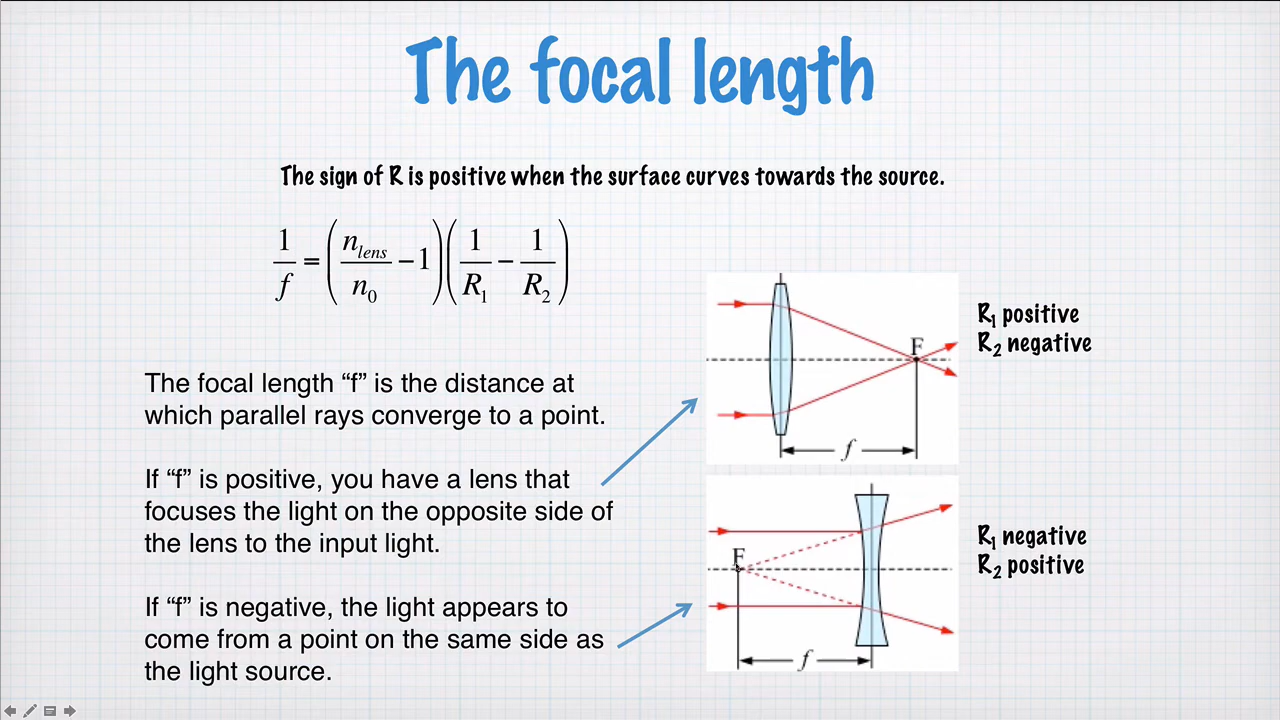 The focal length
The sign of R is positive when the surface curves towards the source.
1/f = (n_lens/n_0 − 1)(1/R_1 − 1/R_2)
R1 positive
R2 negative
F
f
The focal length “f” is the distance at
which parallel rays converge to a point.
If “f” is positive, you have a lens that
focuses the light on the opposite side of
the lens to the input light.
R1 negative
R2 positive
F
f
If “f” is negative, the light appears to
come from a point on the same side as
the light source.